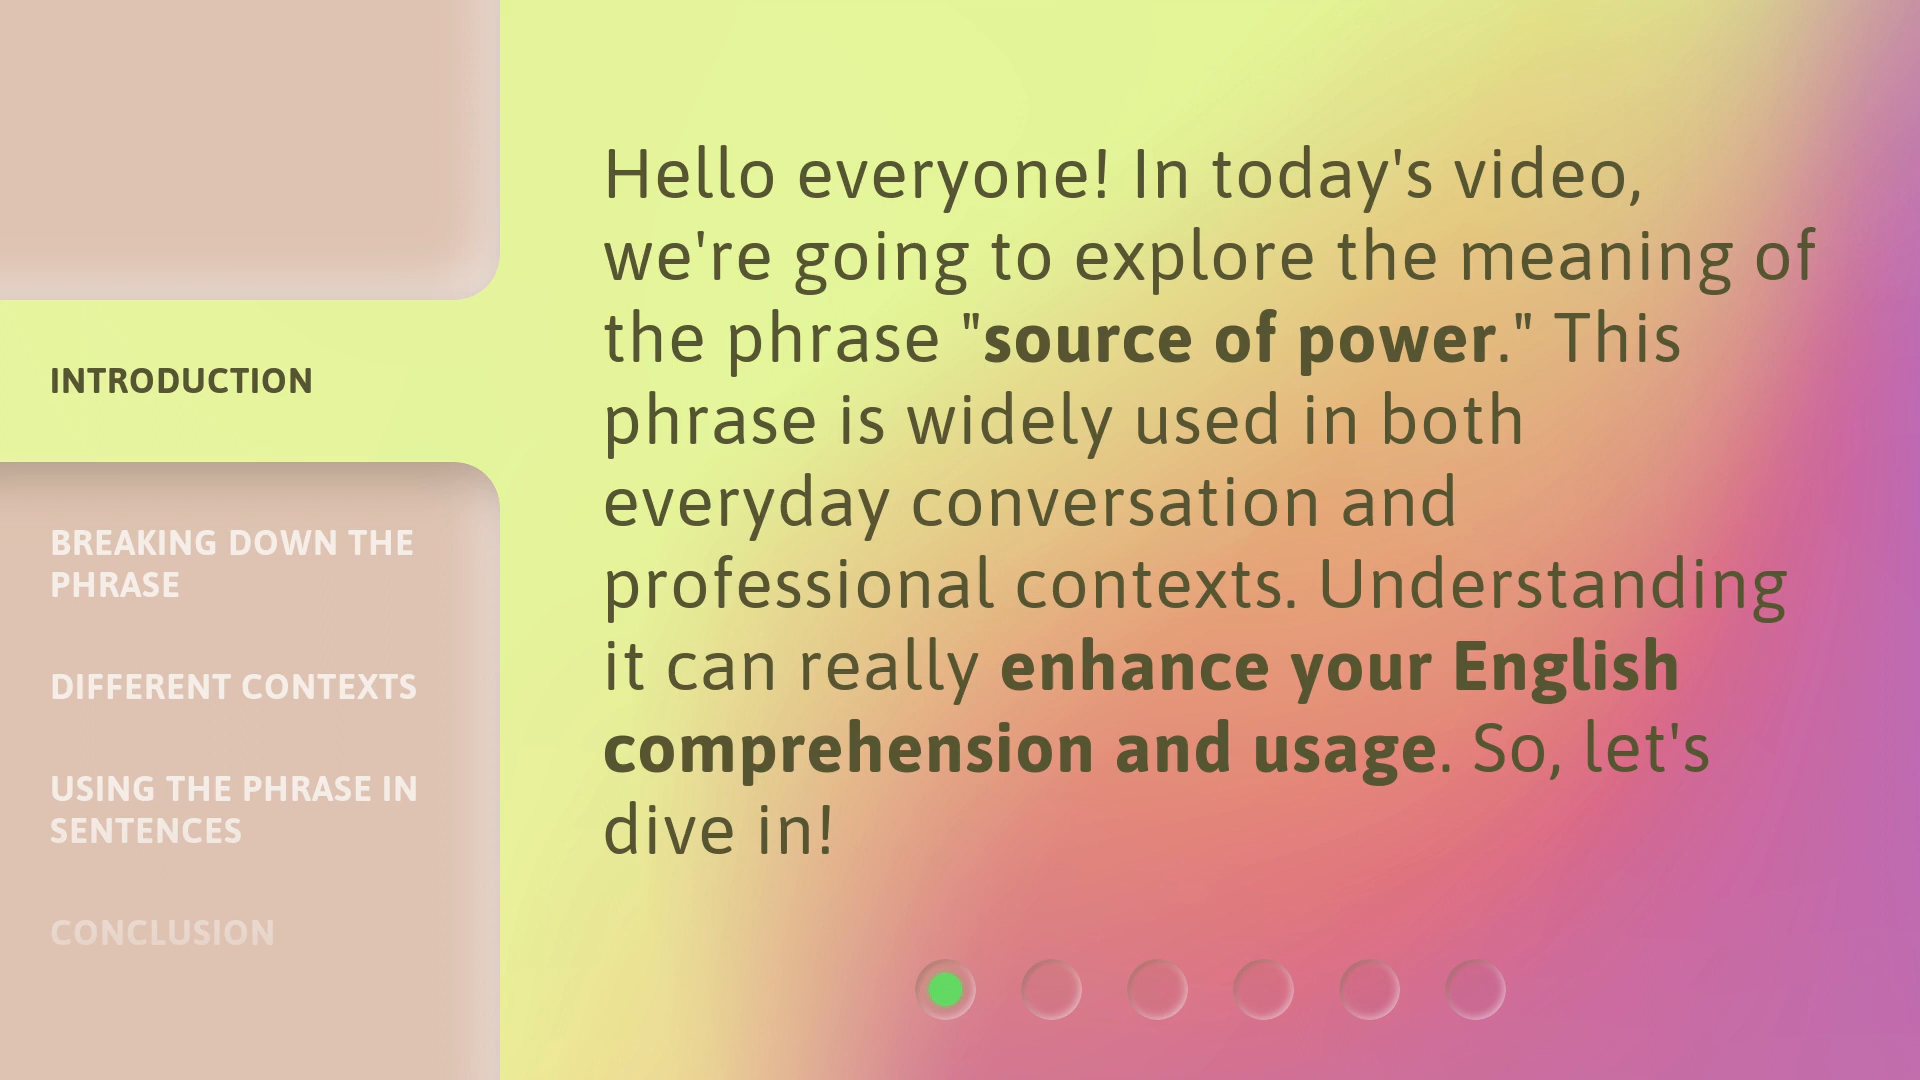 INTRODUCTION
BREAKING DOWN THE
PHRASE
DIFFERENT CONTEXTS
USING THE PHRASE IN
SENTENCES
CONCLUSION
Hello everyone! In today's video,
we're going to explore the meaning of
the phrase "source of power." This
phrase is widely used in both
everyday conversation and
professional contexts. Understanding
it can really enhance your English
comprehension and usage. So, let's
dive in!